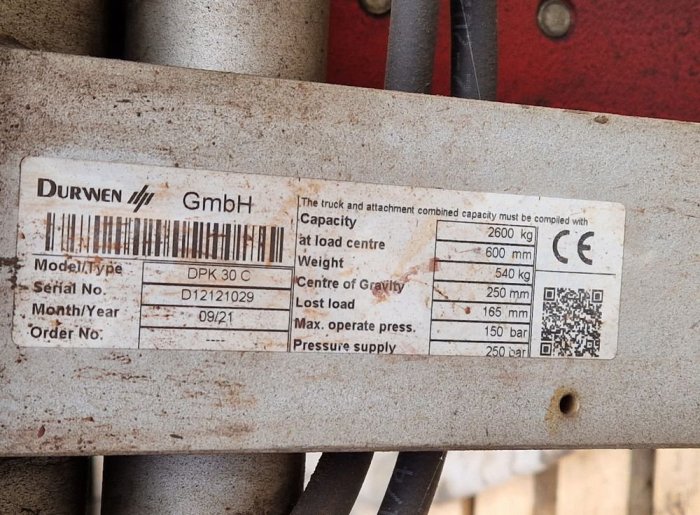 DURWEN GmbH
Model/Type DPK 30 C
Serial No. D12121029
Month/Year 09/21
Order No. ----
The truck and attachment combined capacity must be compiled with
Capacity 2600 kg
at load centre 600 mm
Weight 540 kg
Centre of Gravity 250 mm
Lost load 165 mm
Max. operate press. 150 bar
Pressure supply 250 bar
CE